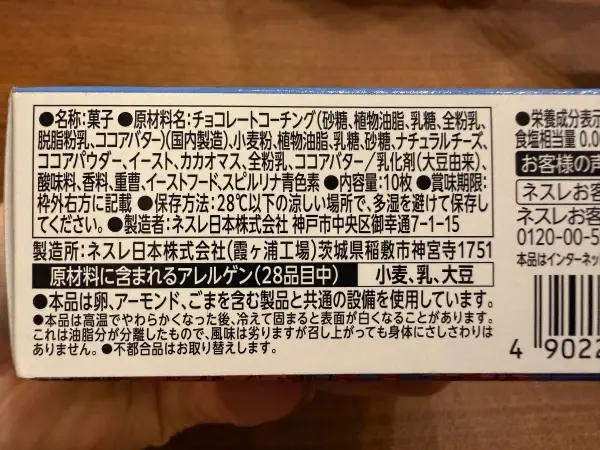 ●名称:菓子 ●原材料名:チョコレートコーチング(砂糖、植物油脂、乳糖、全粉乳、
脱脂粉乳、ココアバター)(国内製造)、小麦粉、植物油脂、乳糖、砂糖、ナチュラルチーズ、
ココアパウダー、イースト、カカオマス、全粉乳、ココアバター/乳化剤(大豆由来)、
酸味料、香料、重曹、イーストフード、スピルリナ青色素 ●内容量:10枚 ●賞味期限:
枠外右方に記載 ●保存方法:28℃以下の涼しい場所で、多湿を避けて保存し
てください。●製造者:ネスレ日本株式会社 神戸市中央区御幸通7-1-15
製造所:ネスレ日本株式会社(霞ヶ浦工場)茨城県稲敷市神宮寺1751
原材料に含まれるアレルゲン(28品目中) 小麦、乳、大豆
●本品は卵、アーモンド、ごまを含む製品と共通の設備を使用しています。
●本品は高温でやわらかくなった後、冷えて固まると表面が白くなることがあります。
これは油脂分が分離したもので、風味は劣りますが召し上がっても身体にさしさわりは
ありません。●不都合品はお取り替えします。
●栄養成分表示
食塩相当量 0.0
お客様の声
ネスレお客
ネスレお客
0120-00-5
本品はインターネッ
4 9022